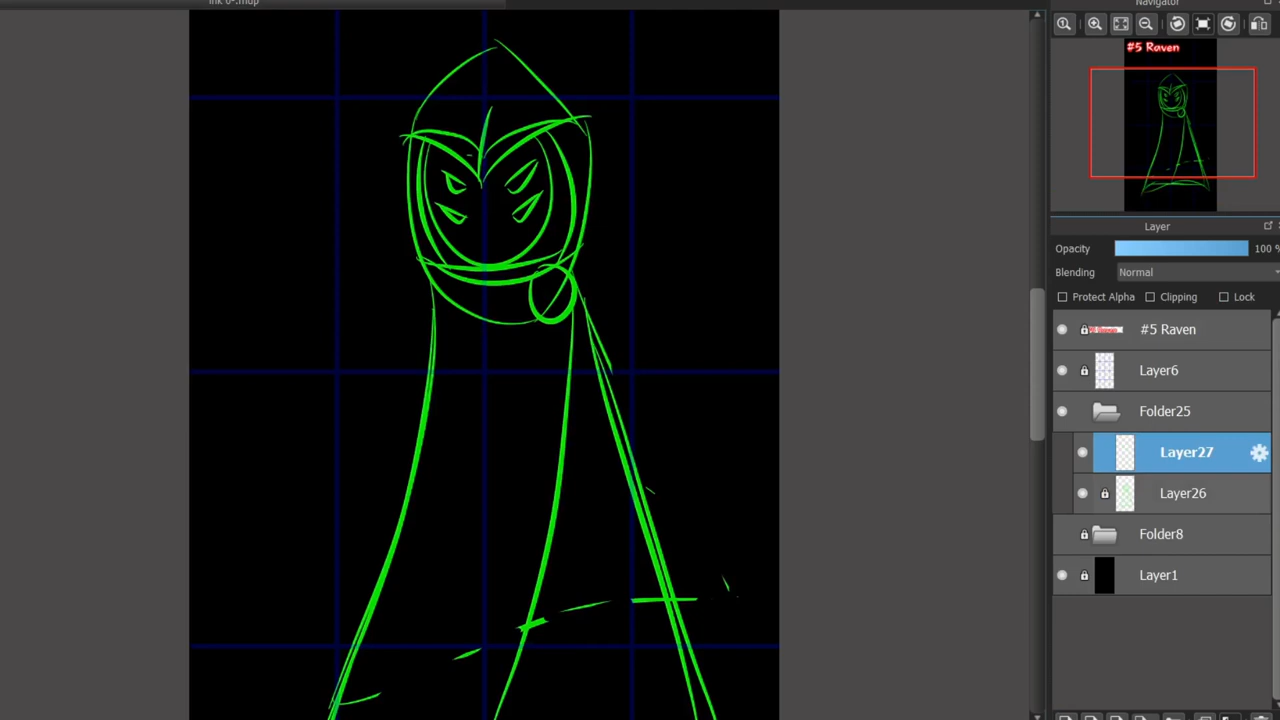 Navigator
#5 Raven
Layer
Opacity
100 %
Blending
Normal
Protect Alpha
Clipping
Lock
#5 Raven
Layer6
Folder25
Layer27
Layer26
Folder8
Layer1